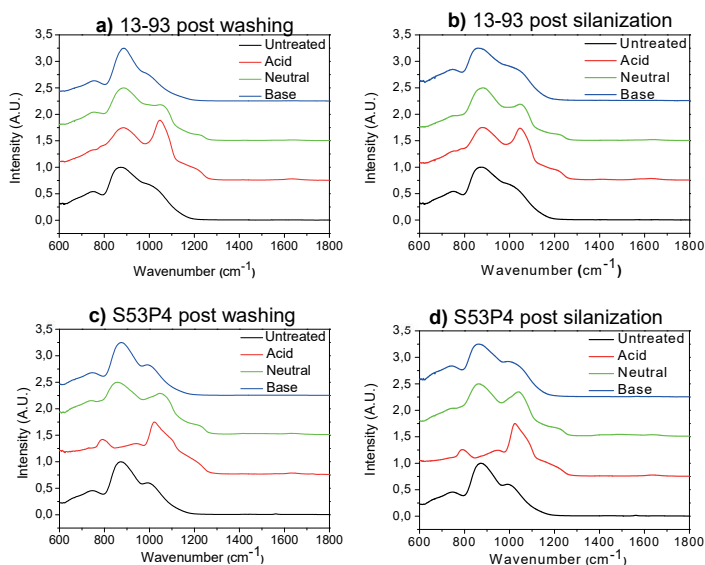 a) 13-93 post washing
3,5
3,0
2,5
2,0
1,5
1,0
0,5
0,0
Intensity (A.U.)
Untreated
Acid
Neutral
Base
600 800 1000 1200 1400 1600 1800
Wavenumber (cm-1)
b) 13-93 post silanization
3,5
3,0
2,5
2,0
1,5
1,0
0,5
0,0
Intensity (A.U.)
Untreated
Acid
Neutral
Base
600 800 1000 1200 1400 1600 1800
Wavenumber (cm-1)
c) S53P4 post washing
3,5
3,0
2,5
2,0
1,5
1,0
0,5
0,0
Intensity (A.U.)
Untreated
Acid
Neutral
Base
600 800 1000 1200 1400 1600 1800
Wavenumber (cm-1)
d) S53P4 post silanization
3,5
3,0
2,5
2,0
1,5
1,0
0,5
0,0
Intensity (A.U.)
Untreated
Acid
Neutral
Base
600 800 1000 1200 1400 1600 1800
Wavenumber (cm-1)